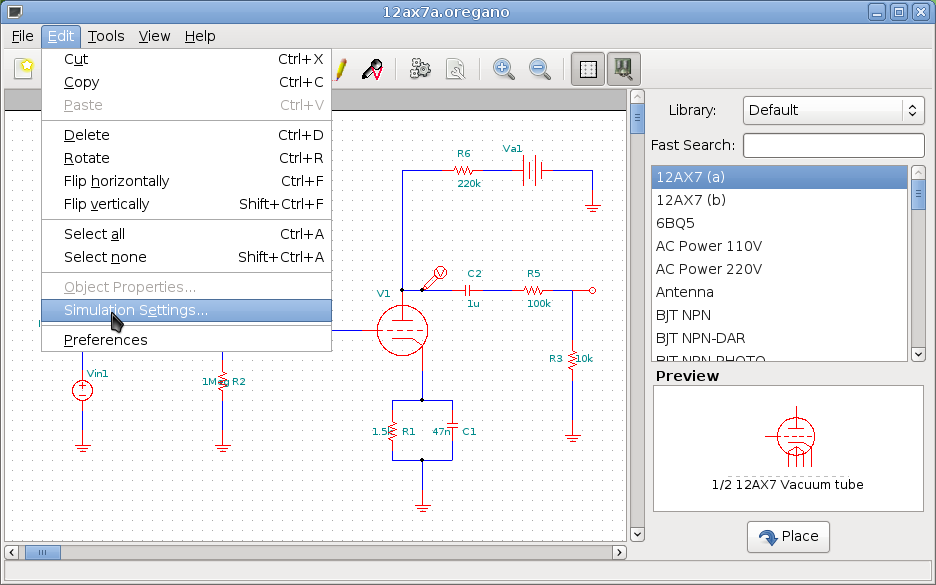 12ax7a.oregano
File Edit Tools View Help
Cut Ctrl+X
Copy Ctrl+C
Paste Ctrl+V
Delete Ctrl+D
Rotate Ctrl+R
Flip horizontally Ctrl+F
Flip vertically Shift+Ctrl+F
Select all Ctrl+A
Select none Shift+Ctrl+A
Object Properties...
Simulation Settings...
Preferences
R6
Va1
220k
V
C2
R5
V1
1u
100k
R3
10k
Vin1
1Meg R2
1.5k R1
47n C1
Library: Default
Fast Search:
12AX7 (a)
12AX7 (b)
6BQ5
AC Power 110V
AC Power 220V
Antenna
BJT NPN
BJT NPN-DAR
BJT NPN-PHOTO
Preview
1/2 12AX7 Vacuum tube
Place